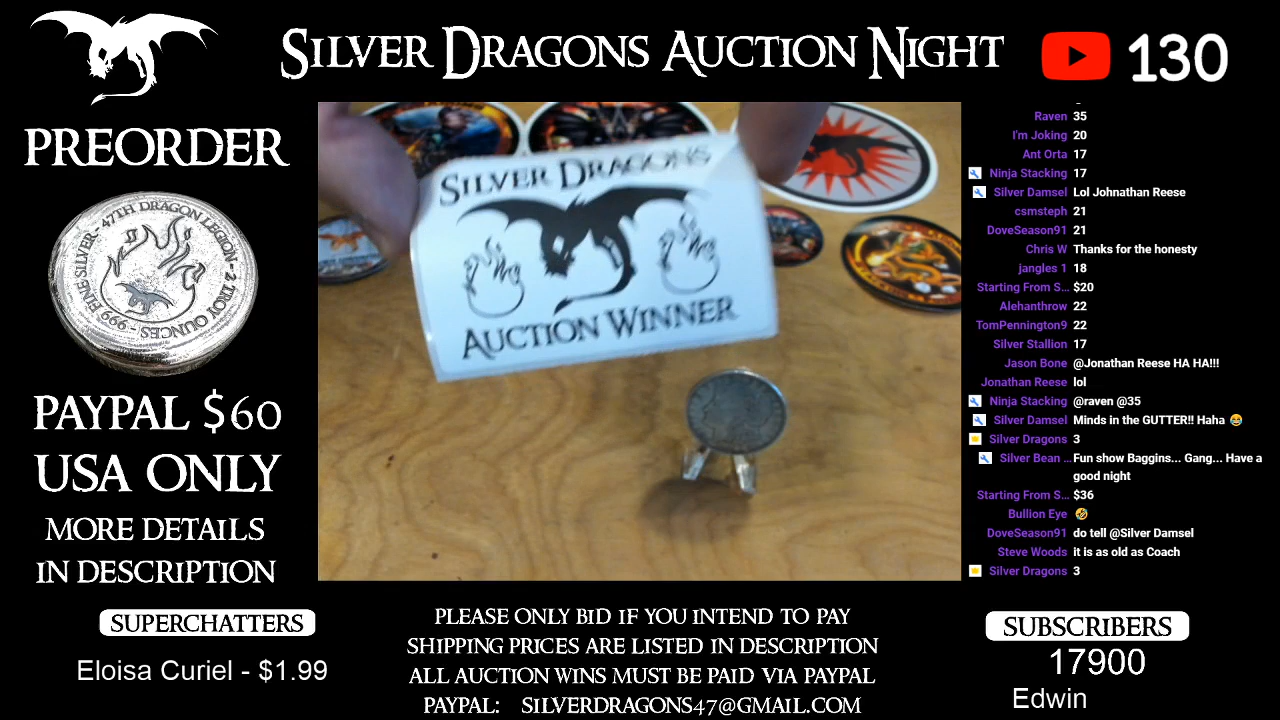 SILVER DRAGONS AUCTION NIGHT
130
PREORDER
.999 FINE SILVER - 47TH DRAGON LEGION - 2 TROY OUNCES -
PAYPAL $60
USA ONLY
MORE DETAILS
IN DESCRIPTION
SILVER DRAGONS
AUCTION WINNER
Raven 35
I'm Joking 20
Ant Orta 17
Ninja Stacking 17
Silver Damsel Lol Johnathan Reese
csmsteph 21
DoveSeason91 21
Chris W Thanks for the honesty
jangles 1 18
Starting From S... $20
Alehanthrow 22
TomPennington9 22
Silver Stallion 17
Jason Bone @Jonathan Reese HA HA!!!
Jonathan Reese lol
Ninja Stacking @raven @35
Silver Damsel Minds in the GUTTER!! Haha 😂
Silver Dragons 3
Silver Bean ... Fun show Baggins... Gang... Have a
good night
Starting From S... $36
Bullion Eye 🤣
DoveSeason91 do tell @Silver Damsel
Steve Woods it is as old as Coach
Silver Dragons 3
SUPERCHATTERS
Eloisa Curiel - $1.99
PLEASE ONLY BID IF YOU INTEND TO PAY
SHIPPING PRICES ARE LISTED IN DESCRIPTION
ALL AUCTION WINS MUST BE PAID VIA PAYPAL
PAYPAL: SILVERDRAGONS47@GMAIL.COM
SUBSCRIBERS
17900
Edwin